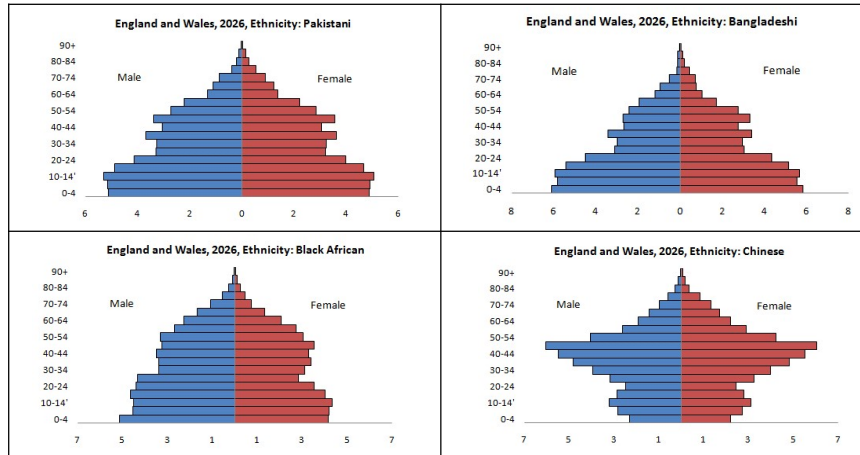 England and Wales, 2026, Ethnicity: Pakistani
90+
80-84
70-74
60-64
50-54
40-44
30-34
20-24
10-14'
0-4
Male
Female
6 4 2 0 2 4 6
England and Wales, 2026, Ethnicity: Bangladeshi
90+
80-84
70-74
60-64
50-54
40-44
30-34
20-24
10-14'
0-4
Male
Female
8 6 4 2 0 2 4 6 8
England and Wales, 2026, Ethnicity: Black African
90+
80-84
70-74
60-64
50-54
40-44
30-34
20-24
10-14'
0-4
Male
Female
7 5 3 1 1 3 5 7
England and Wales, 2026, Ethnicity: Chinese
90+
80-84
70-74
60-64
50-54
40-44
30-34
20-24
10-14'
0-4
Male
Female
7 5 3 1 1 3 5 7